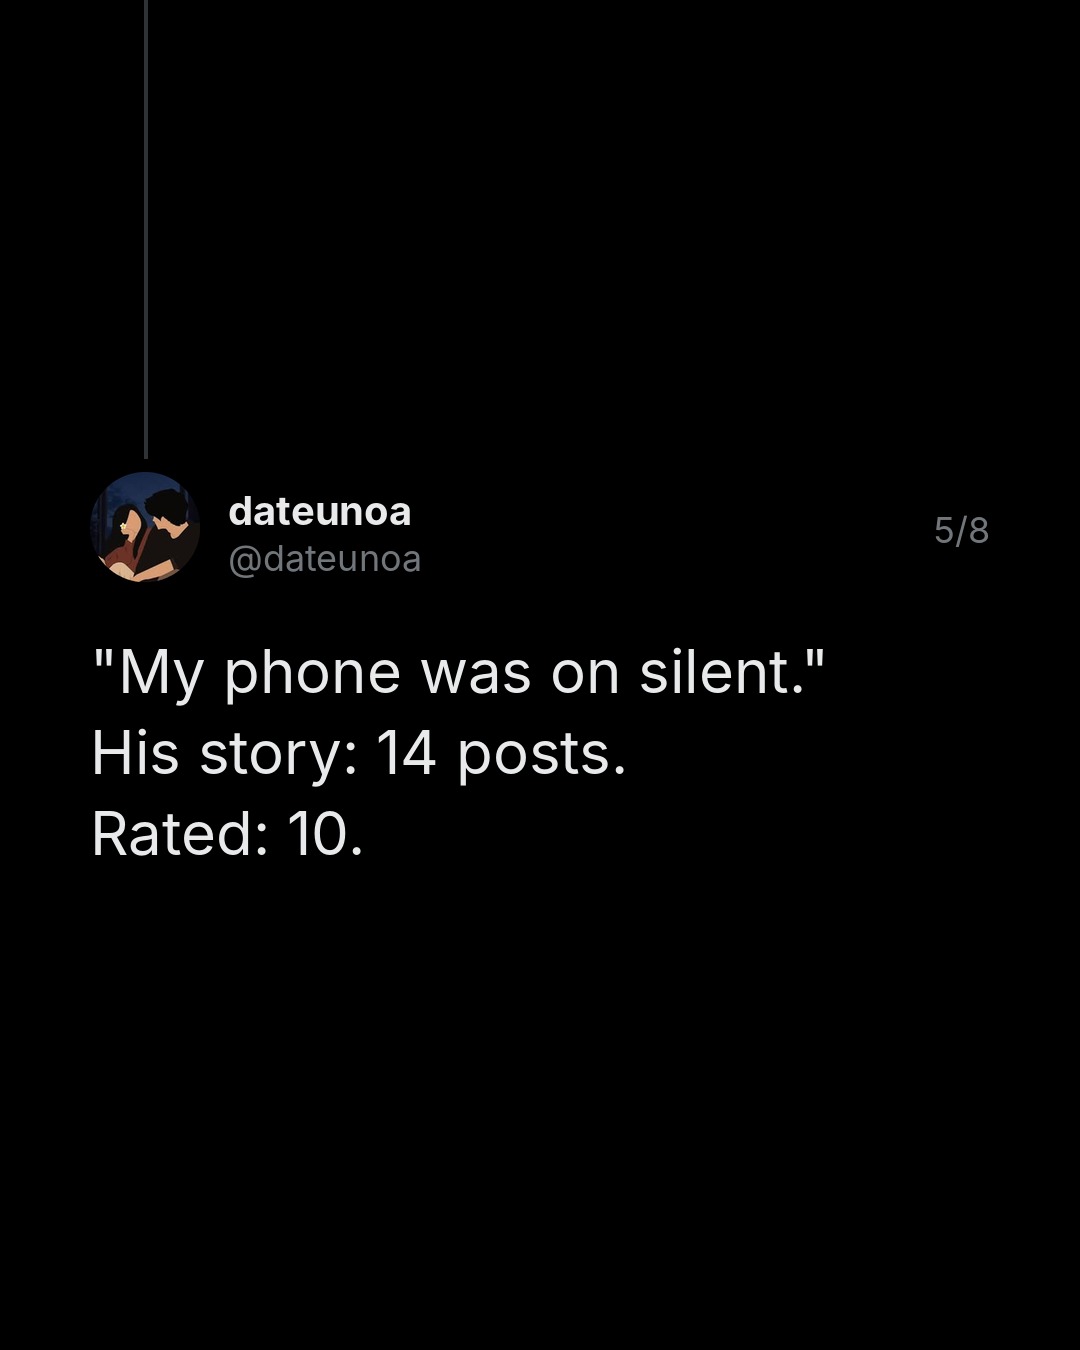 dateunoa
@dateunoa
5/8
"My phone was on silent."
His story: 14 posts.
Rated: 10.